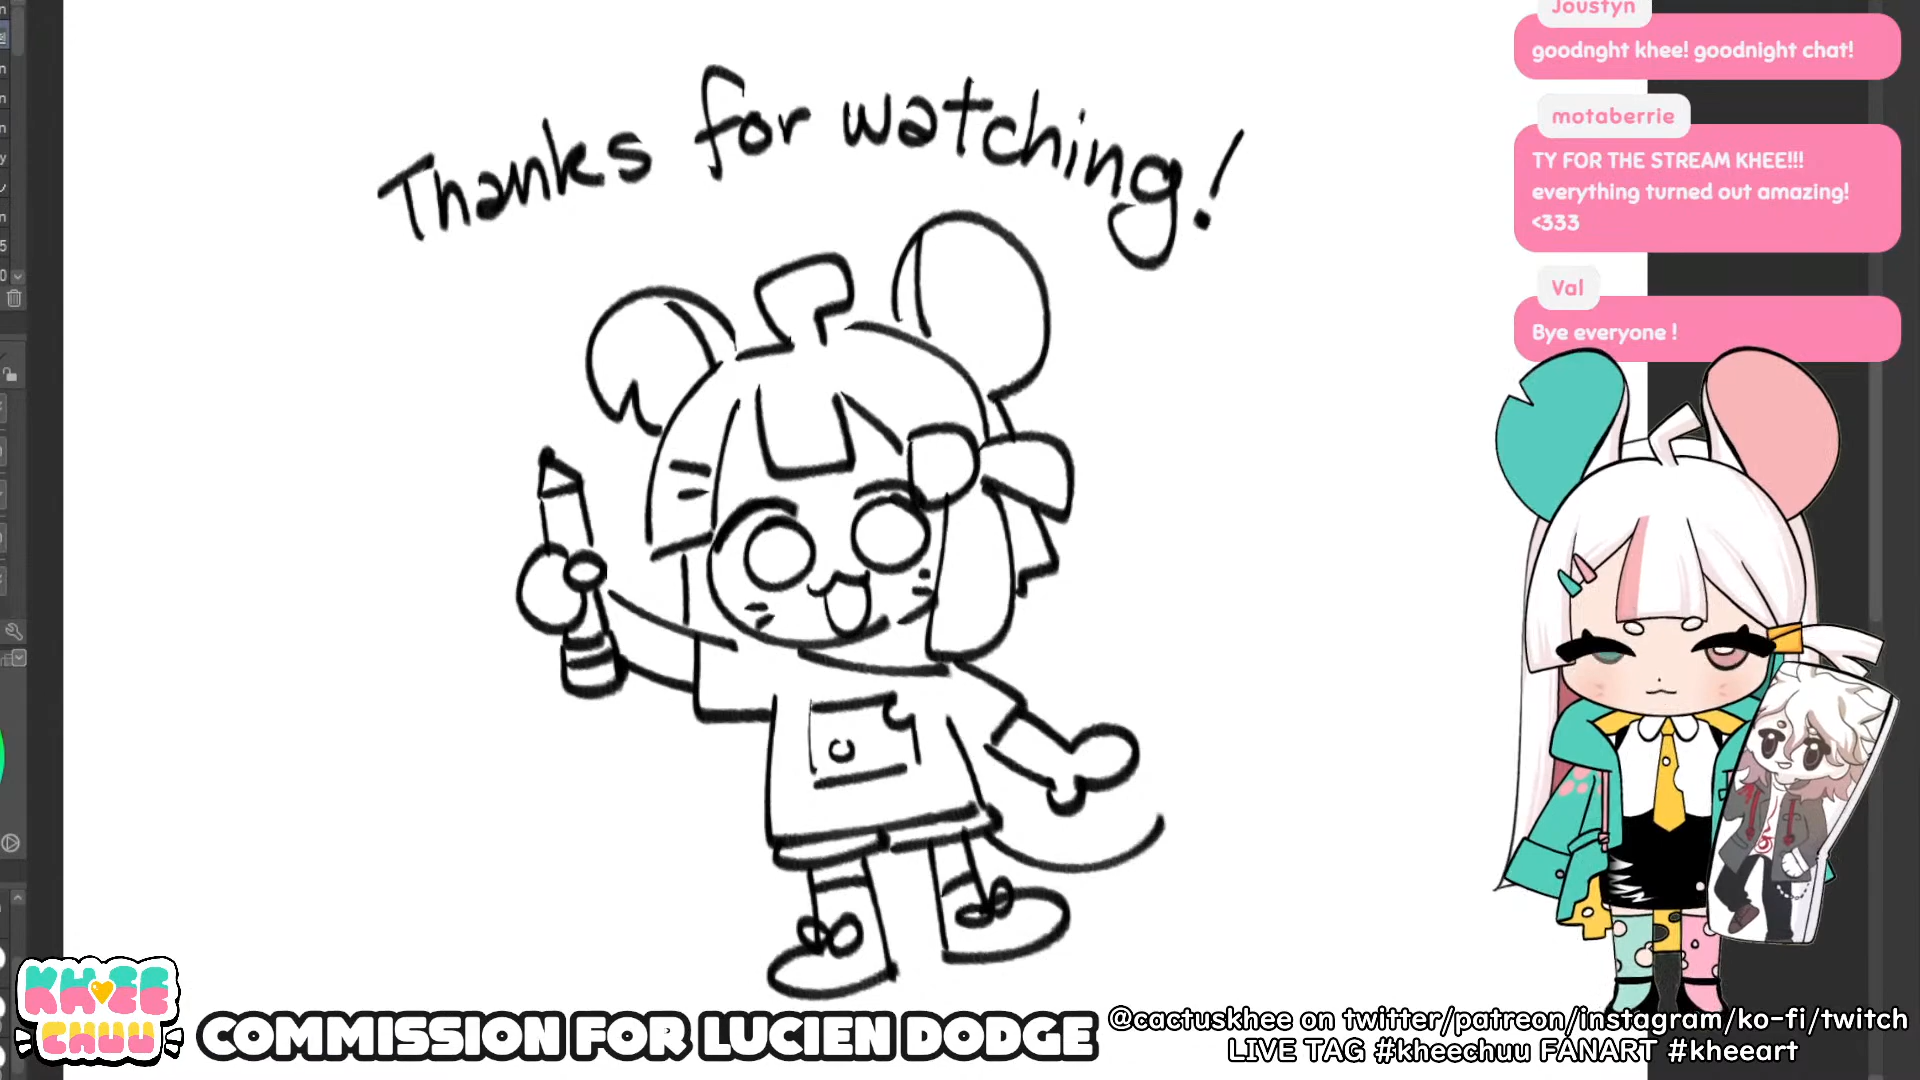 Thanks for watching!
Joustyn
goodnght khee! goodnight chat!
motaberrie
TY FOR THE STREAM KHEE!!!
everything turned out amazing!
<333
Val
Bye everyone !
KHEE
CHUU
COMMISSION FOR LUCIEN DODGE
@cactuskhee on twitter/patreon/instagram/ko-fi/twitch
LIVE TAG #kheechuu FANART #kheeart